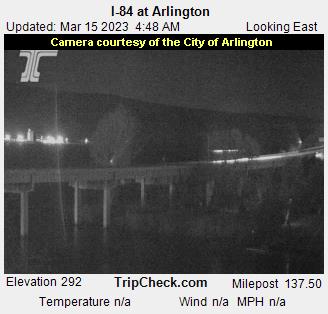 I-84 at Arlington
Updated: Mar 15 2023 4:48 AM Looking East
Camera courtesy of the City of Arlington
Elevation 292 TripCheck.com Milepost 137.50
Temperature n/a Wind n/a MPH n/a